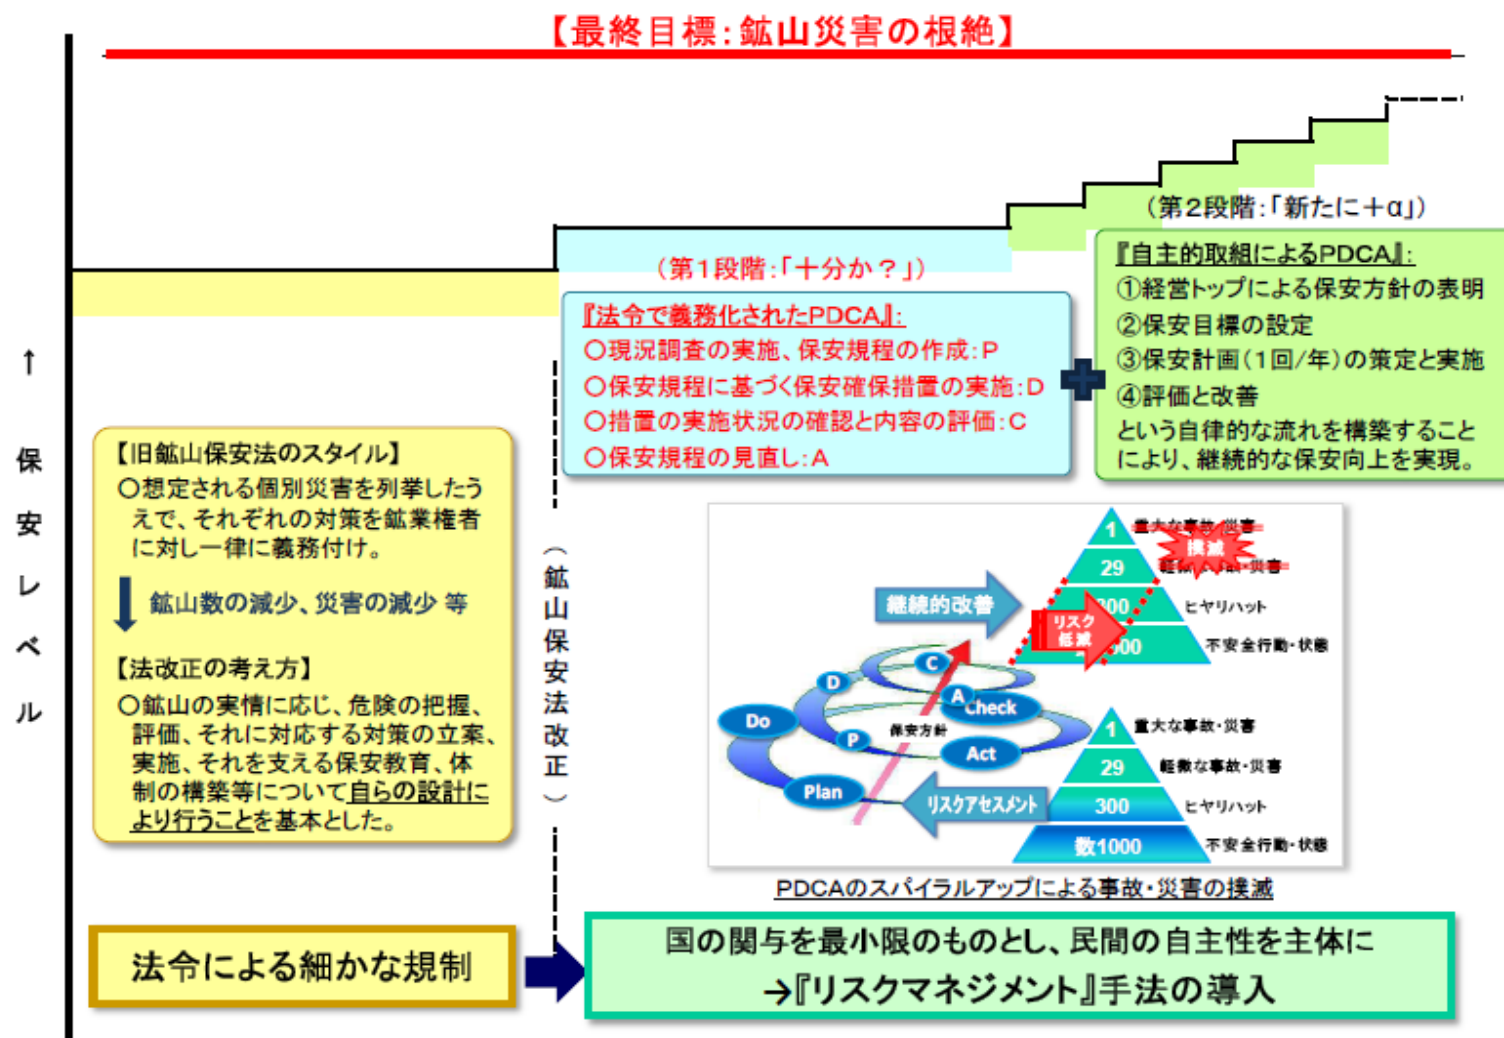 【最終目標:鉱山災害の根絶】
(第2段階:「新たに+α」)
(第1段階:「十分か?」)
『法令で義務化されたPDCA』:
○現況調査の実施、保安規程の作成:P
○保安規程に基づく保安確保措置の実施:D
○措置の実施状況の確認と内容の評価:C
○保安規程の見直し:A
『自主的取組によるPDCA』:
①経営トップによる保安方針の表明
②保安目標の設定
③保安計画(1回/年)の策定と実施
④評価と改善
という自律的な流れを構築すること
により、継続的な保安向上を実現。
↑保安レベル
【旧鉱山保安法のスタイル】
○想定される個別災害を列挙したう
えで、それぞれの対策を鉱業権者
に対し一律に義務付け。
鉱山数の減少、災害の減少 等
【法改正の考え方】
○鉱山の実情に応じ、危険の把握、
評価、それに対応する対策の立案、
実施、それを支える保安教育、体
制の構築等について自らの設計に
より行うことを基本とした。
(鉱山保安法改正)
継続的改善
1
重大な事故・災害
撲滅
29
軽微な事故・災害
ヒヤリハット
リスク
低減
不安全行動・状態
C
D
A
Check
Do
P
保安方針
Act
Plan
リスクアセスメント
1
重大な事故・災害
29
軽微な事故・災害
300
ヒヤリハット
数1000
不安全行動・状態
PDCAのスパイラルアップによる事故・災害の撲滅
法令による細かな規制
国の関与を最小限のものとし、民間の自主性を主体に
→『リスクマネジメント』手法の導入